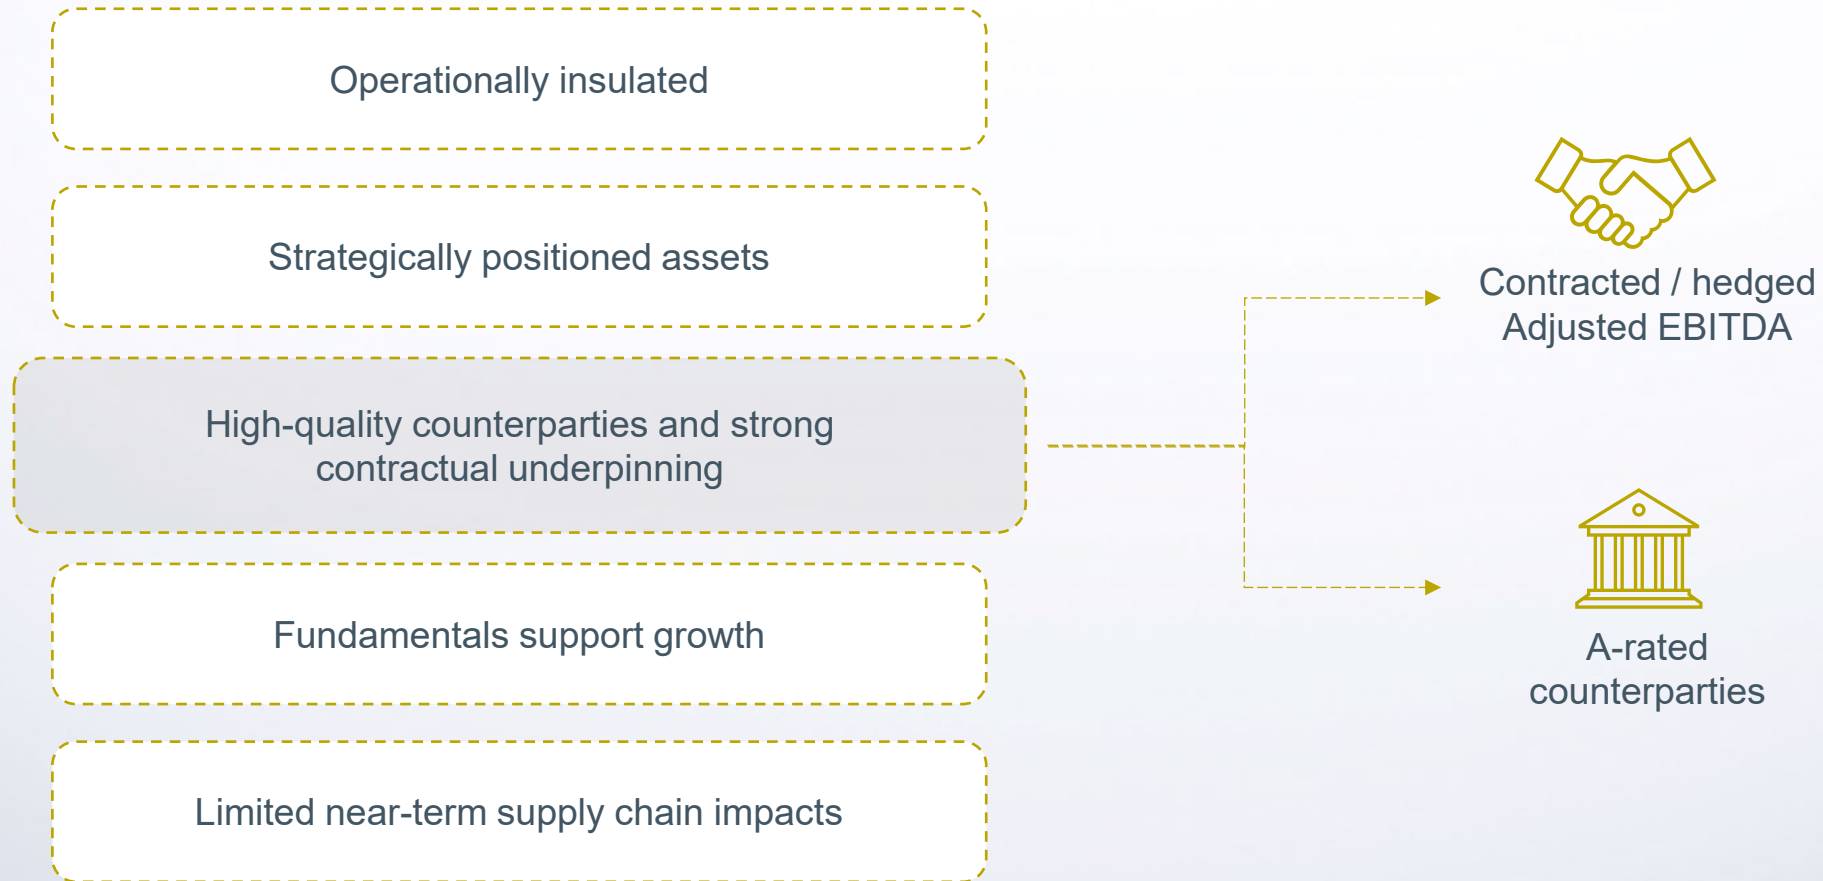 Operationally insulated
Strategically positioned assets
High-quality counterparties and strong
contractual underpinning
Fundamentals support growth
Limited near-term supply chain impacts
Contracted / hedged
Adjusted EBITDA
A-rated
counterparties